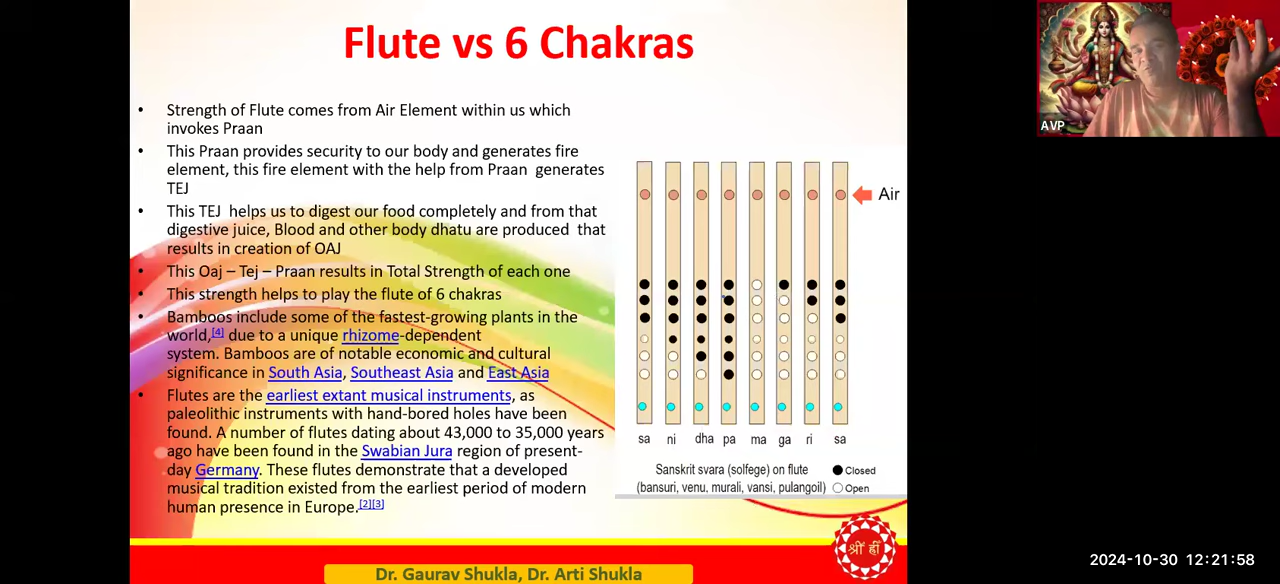 Flute vs 6 Chakras
• Strength of Flute comes from Air Element within us which
invokes Praan
• This Praan provides security to our body and generates fire
element, this fire element with the help from Praan generates
TEJ
• This TEJ helps us to digest our food completely and from that
digestive juice, Blood and other body dhatu are produced that
results in creation of OAJ
• This Oaj – Tej – Praan results in Total Strength of each one
• This strength helps to play the flute of 6 chakras
• Bamboos include some of the fastest-growing plants in the
world,[4] due to a unique rhizome-dependent
system. Bamboos are of notable economic and cultural
significance in South Asia, Southeast Asia and East Asia
• Flutes are the earliest extant musical instruments, as
paleolithic instruments with hand-bored holes have been
found. A number of flutes dating about 43,000 to 35,000 years
ago have been found in the Swabian Jura region of present-
day Germany. These flutes demonstrate that a developed
musical tradition existed from the earliest period of modern
human presence in Europe.[2][3]
Air
sa ni dha pa ma ga ri sa
Sanskrit svara (solfege) on flute
(bansuri, venu, murali, vansi, pulangoil)
Closed
Open
श्रीं ह्रीं
Dr. Gaurav Shukla, Dr. Arti Shukla
AVP
2024-10-30 12:21:58